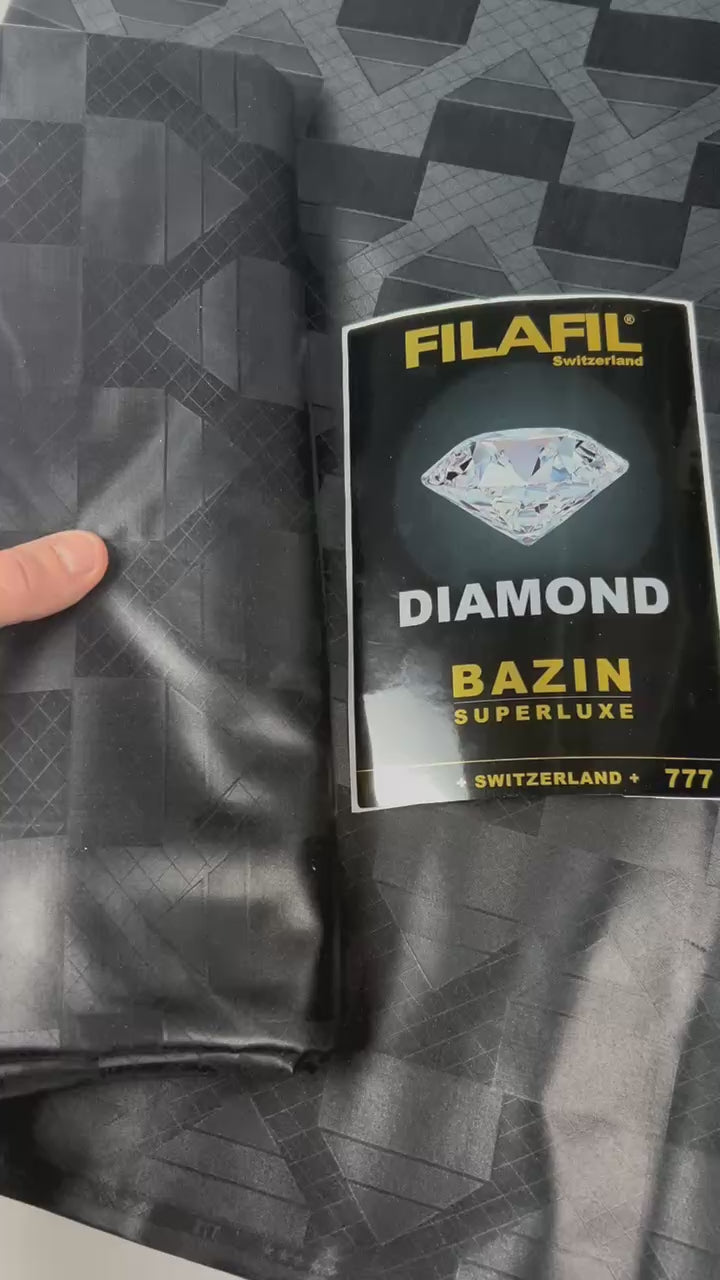 FILAFIL®
Switzerland
DIAMOND
BAZIN
SUPERLUXE
+ SWITZERLAND + 777